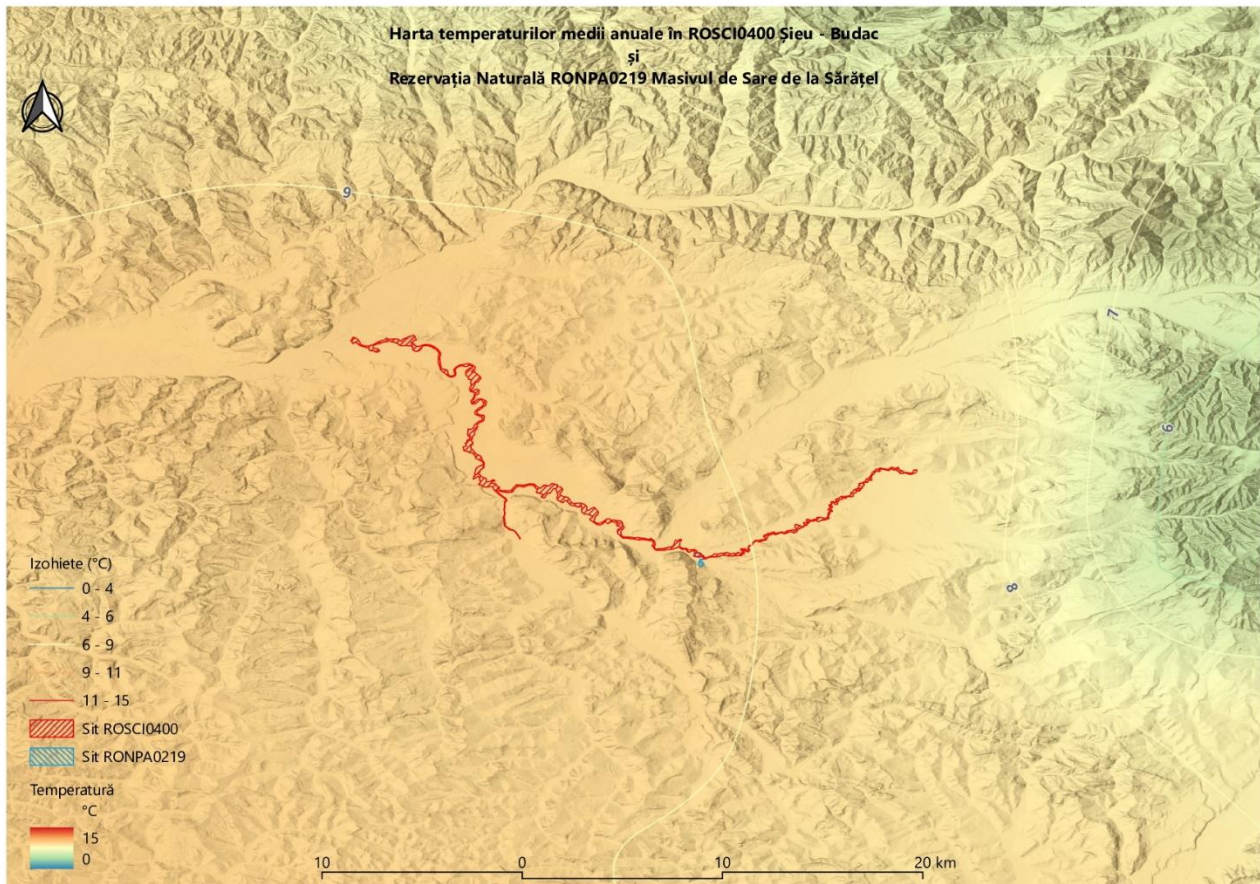 Harta temperaturilor medii anuale în ROSCI0400 Șieu - Budac
și
Rezervația Naturală RONPA0219 Masivul de Sare de la Sărățel
9
7
6
8
Izohiete (°C)
0 - 4
4 - 6
6 - 9
9 - 11
11 - 15
Sit ROSCI0400
Sit RONPA0219
Temperatură
°C
15
0
10 0 10 20 km